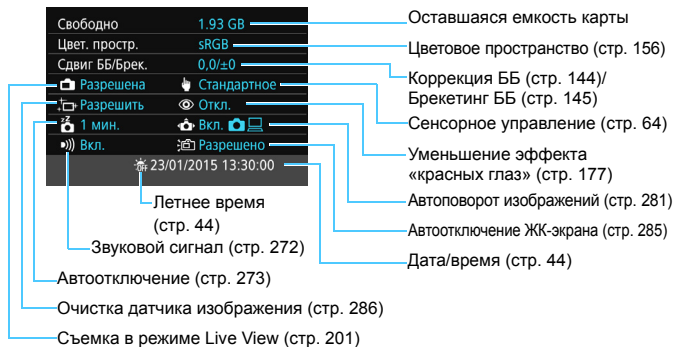 Свободно 1.93 GB
Цвет. простр. sRGB
Сдвиг ББ/Брек. 0,0/±0
Разрешена Стандартное
Разрешить Откл.
1 мин. Вкл.
Вкл. Разрешено
OFF 23/01/2015 13:30:00
Оставшаяся емкость карты
Цветовое пространство (стр. 156)
Коррекция ББ (стр. 144)/
Брекетинг ББ (стр. 145)
Сенсорное управление (стр. 64)
Уменьшение эффекта
«красных глаз» (стр. 177)
Автоповорот изображений (стр. 281)
Автоотключение ЖК-экрана (стр. 285)
Дата/время (стр. 44)
Летнее время
(стр. 44)
Звуковой сигнал (стр. 272)
Автоотключение (стр. 273)
Очистка датчика изображения (стр. 286)
Съемка в режиме Live View (стр. 201)